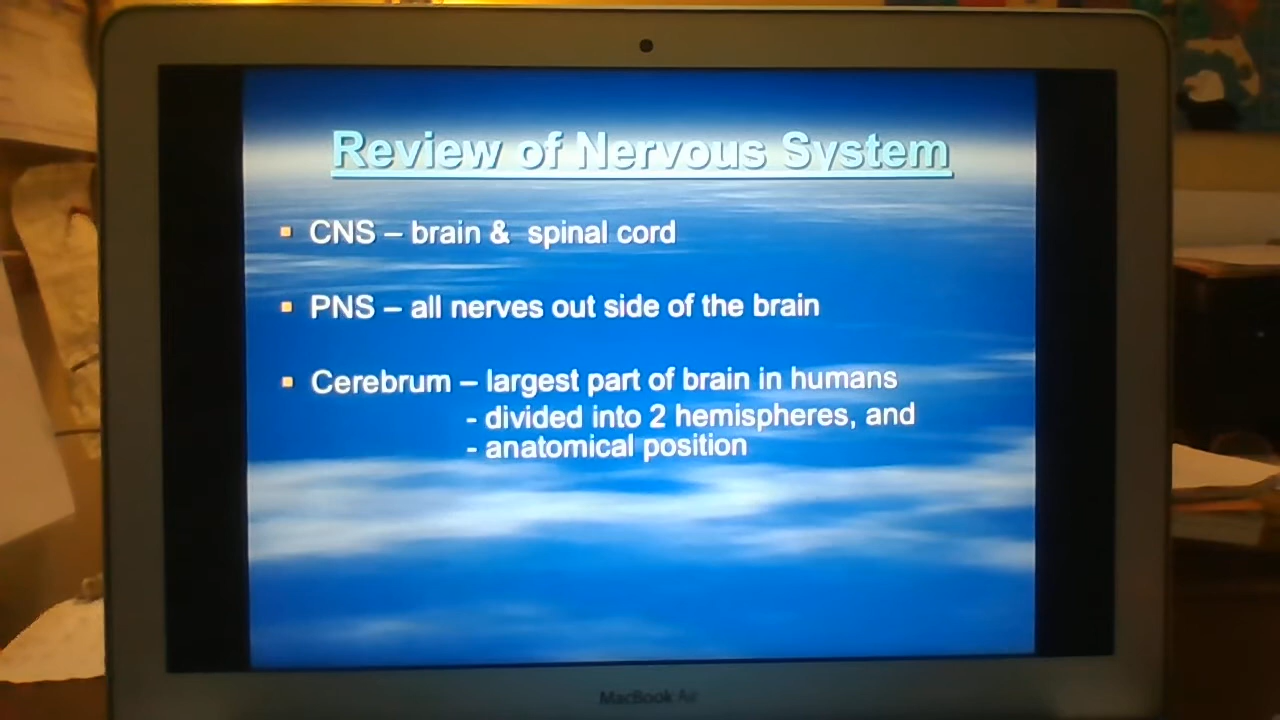 Review of Nervous System
▪ CNS – brain & spinal cord
▪ PNS – all nerves out side of the brain
▪ Cerebrum – largest part of brain in humans
- divided into 2 hemispheres, and
- anatomical position
MacBook Air